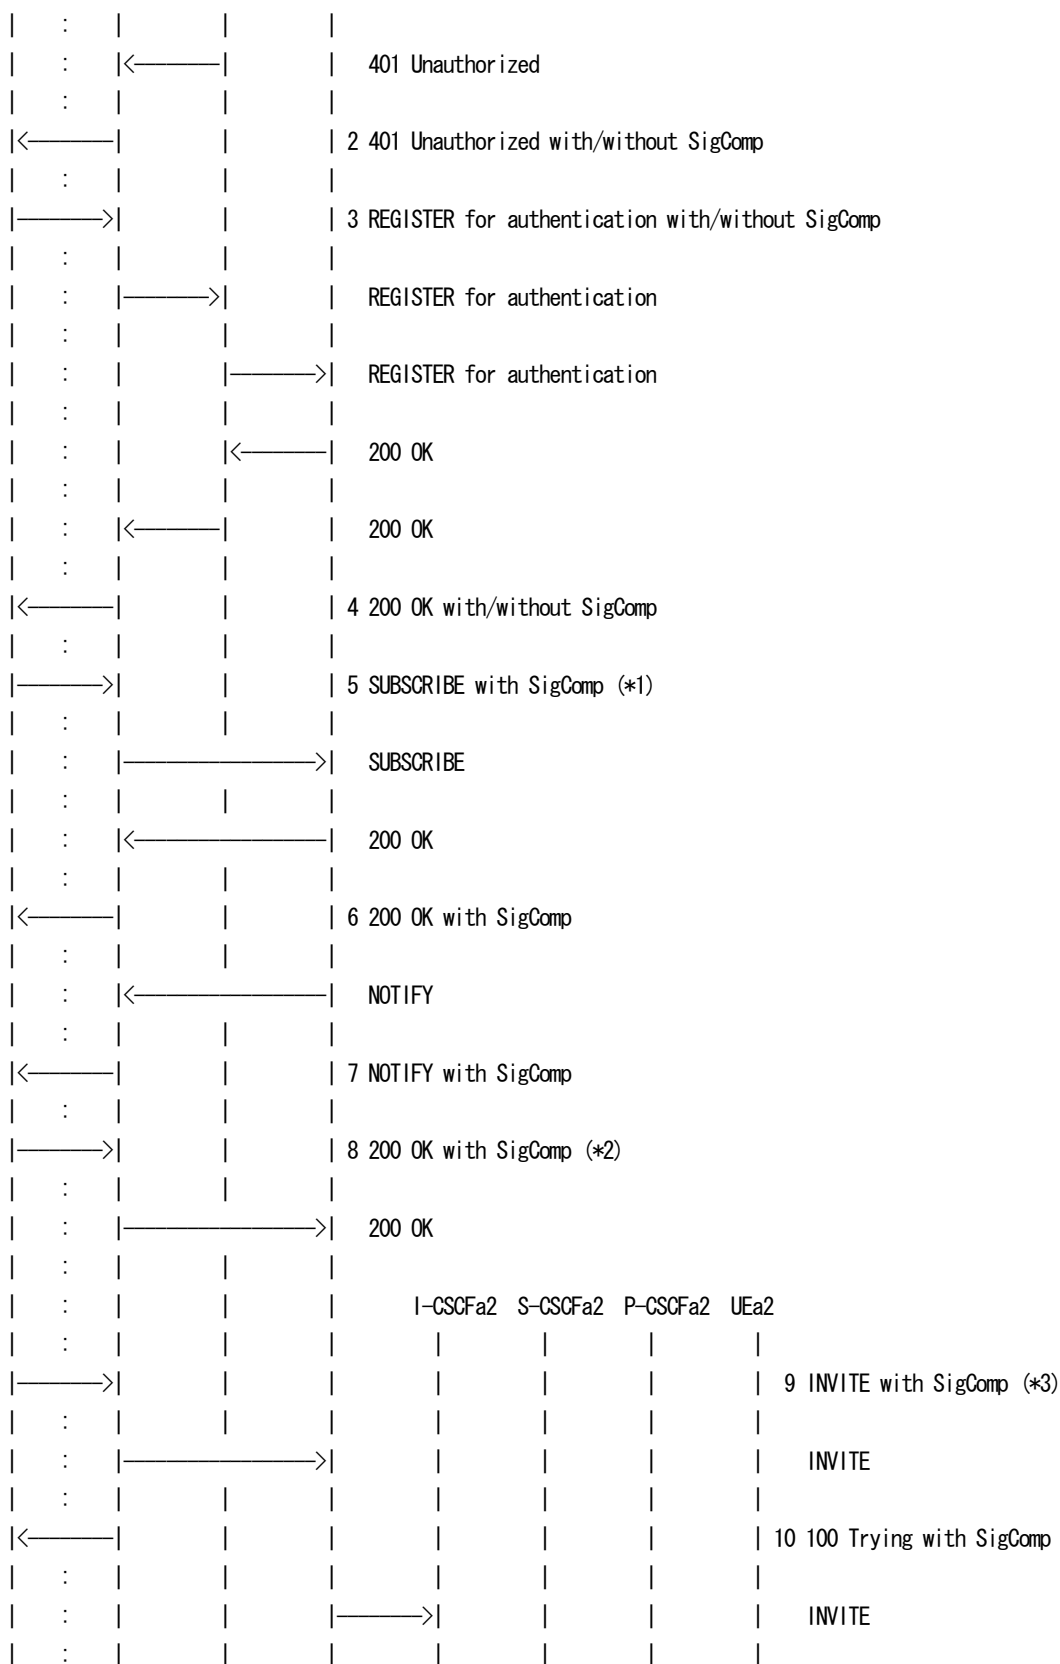 401 Unauthorized
2 401 Unauthorized with/without SigComp
3 REGISTER for authentication with/without SigComp
REGISTER for authentication
REGISTER for authentication
200 OK
200 OK
4 200 OK with/without SigComp
5 SUBSCRIBE with SigComp (*1)
SUBSCRIBE
200 OK
6 200 OK with SigComp
NOTIFY
7 NOTIFY with SigComp
8 200 OK with SigComp (*2)
200 OK
I-CSCFa2 S-CSCFa2 P-CSCFa2 UEa2
9 INVITE with SigComp (*3)
INVITE
10 100 Trying with SigComp
INVITE